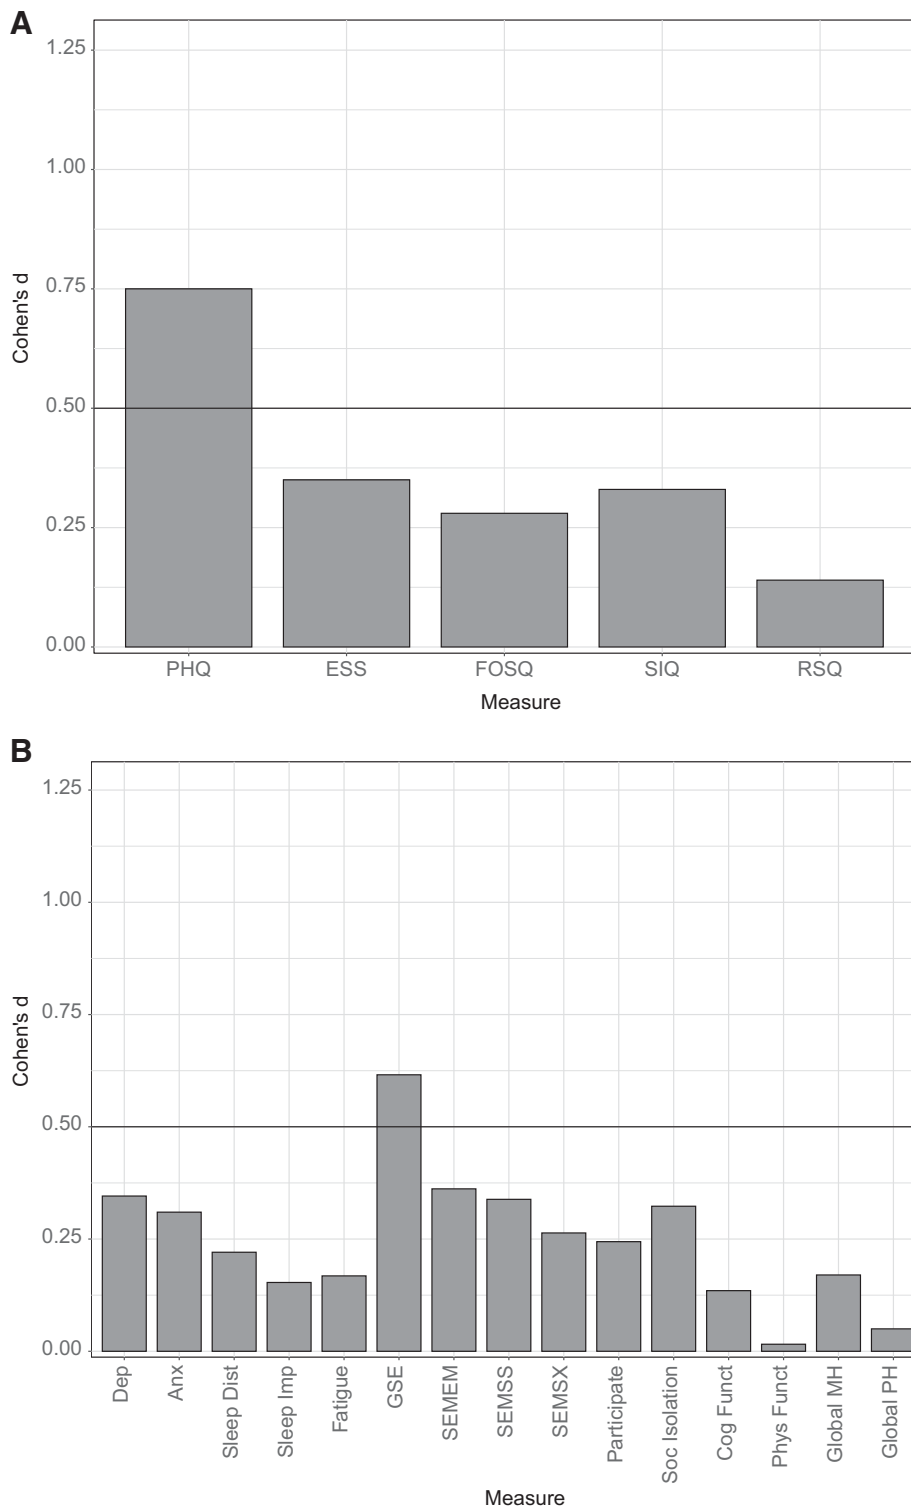 A
1.25
1.00
0.75
0.50
0.25
0.00
Cohen's d
PHQ ESS FOSQ SIQ RSQ
Measure
B
1.25
1.00
0.75
0.50
0.25
0.00
Cohen's d
Dep
Anx
Sleep Dist
Sleep Imp
Fatigue
GSE
SEMEM
SEMSS
SEMSX
Participate
Soc Isolation
Cog Funct
Phys Funct
Global MH
Global PH
Measure